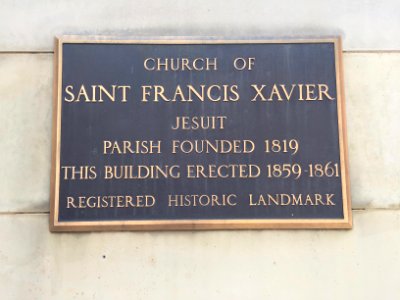 CHURCH OF
SAINT FRANCIS XAVIER
JESUIT
PARISH FOUNDED 1819
THIS BUILDING ERECTED 1859-1861
REGISTERED HISTORIC LANDMARK